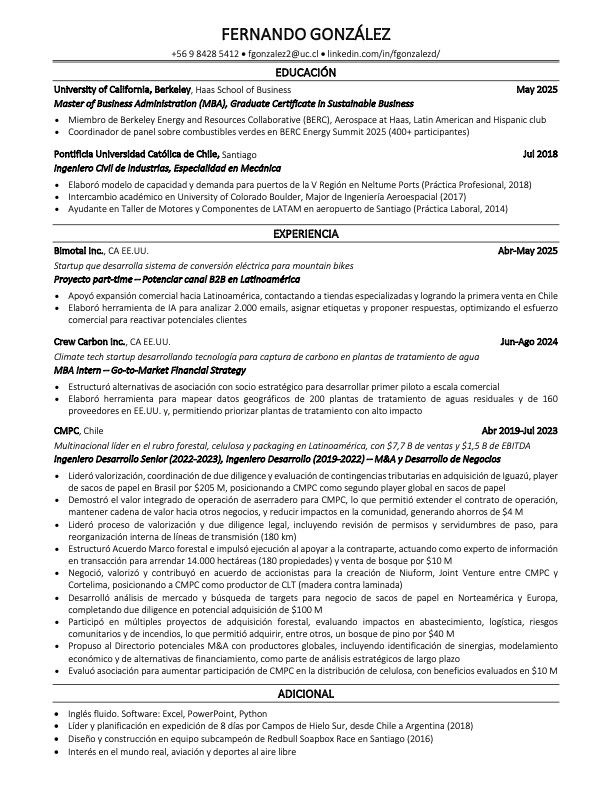 FERNANDO GONZÁLEZ
+56 9 8428 5412 • fgonzalez2@uc.cl • linkedin.com/in/fgonzalezd/
EDUCACIÓN
University of California, Berkeley, Haas School of Business May 2025
Master of Business Administration (MBA), Graduate Certificate in Sustainable Business
• Miembro de Berkeley Energy and Resources Collaborative (BERC), Aerospace at Haas, Latin American and Hispanic club
• Coordinador de panel sobre combustibles verdes en BERC Energy Summit 2025 (400+ participantes)
Pontificia Universidad Católica de Chile, Santiago Jul 2018
Ingeniero Civil de Industrias, Especialidad en Mecánica
• Elaboró modelo de capacidad y demanda para puertos de la V Región en Neltume Ports (Práctica Profesional, 2018)
• Intercambio académico en University of Colorado Boulder, Major de Ingeniería Aeroespacial (2017)
• Ayudante en Taller de Motores y Componentes de LATAM en aeropuerto de Santiago (Práctica Laboral, 2014)
EXPERIENCIA
Bimotal Inc., CA EE.UU. Abr-May 2025
Startup que desarrolla sistema de conversión eléctrica para mountain bikes
Proyecto part-time – Potenciar canal B2B en Latinoamérica
• Apoyó expansión comercial hacia Latinoamérica, contactando a tiendas especializadas y logrando la primera venta en Chile
• Elaboró herramienta de IA para analizar 2.000 emails, asignar etiquetas y proponer respuestas, optimizando el esfuerzo
comercial para reactivar potenciales clientes
Crew Carbon Inc., CA EE.UU. Jun-Ago 2024
Climate tech startup desarrollando tecnología para captura de carbono en plantas de tratamiento de agua
MBA Intern – Go-to-Market Financial Strategy
• Estructuró alternativas de asociación con socio estratégico para desarrollar primer piloto a escala comercial
• Elaboró herramienta para mapear datos geográficos de 200 plantas de tratamiento de aguas residuales y de 160
proveedores en EE.UU. y, permitiendo priorizar plantas de tratamiento con alto impacto
CMPC, Chile Abr 2019-Jul 2023
Multinacional líder en el rubro forestal, celulosa y packaging en Latinoamérica, con $7,7 B de ventas y $1,5 B de EBITDA
Ingeniero Desarrollo Senior (2022-2023), Ingeniero Desarrollo (2019-2022) – M&A y Desarrollo de Negocios
• Lideró valorización, coordinación de due diligence y evaluación de contingencias tributarias en adquisición de Iguazú, player
de sacos de papel en Brasil por $205 M, posicionando a CMPC como segundo player global en sacos de papel
• Demostró el valor integrado de operación de aserradero para CMPC, lo que permitió extender el contrato de operación,
mantener cadena de valor hacia otros negocios, y reducir impactos en la comunidad, generando ahorros de $4 M
• Lideró proceso de valorización y due diligence legal, incluyendo revisión de permisos y servidumbres de paso, para
reorganización interna de líneas de transmisión (180 km)
• Estructuró Acuerdo Marco forestal e impulsó ejecución al apoyar a la contraparte, actuando como experto de información
en transacción para arrendar 14.000 hectáreas (180 propiedades) y venta de bosque por $10 M
• Negoció, valorizó y contribuyó en acuerdo de accionistas para la creación de Niuform, Joint Venture entre CMPC y
Cortelima, posicionando a CMPC como productor de CLT (madera contra laminada)
• Desarrolló análisis de mercado y búsqueda de targets para negocio de sacos de papel en Norteamérica y Europa,
completando due diligence en potencial adquisición de $100 M
• Participó en múltiples proyectos de adquisición forestal, evaluando impactos en abastecimiento, logística, riesgos
comunitarios y de incendios, lo que permitió adquirir, entre otros, un bosque de pino por $40 M
• Propuso al Directorio potenciales M&A con productores globales, incluyendo identificación de sinergias, modelamiento
económico y de alternativas de financiamiento, como parte de análisis estratégicos de largo plazo
• Evaluó asociación para aumentar participación de CMPC en la distribución de celulosa, con beneficios evaluados en $10 M
ADICIONAL
• Inglés fluido. Software: Excel, PowerPoint, Python
• Líder y planificación en expedición de 8 días por Campos de Hielo Sur, desde Chile a Argentina (2018)
• Diseño y construcción en equipo subcampeón de Redbull Soapbox Race en Santiago (2016)
• Interés en el mundo real, aviación y deportes al aire libre